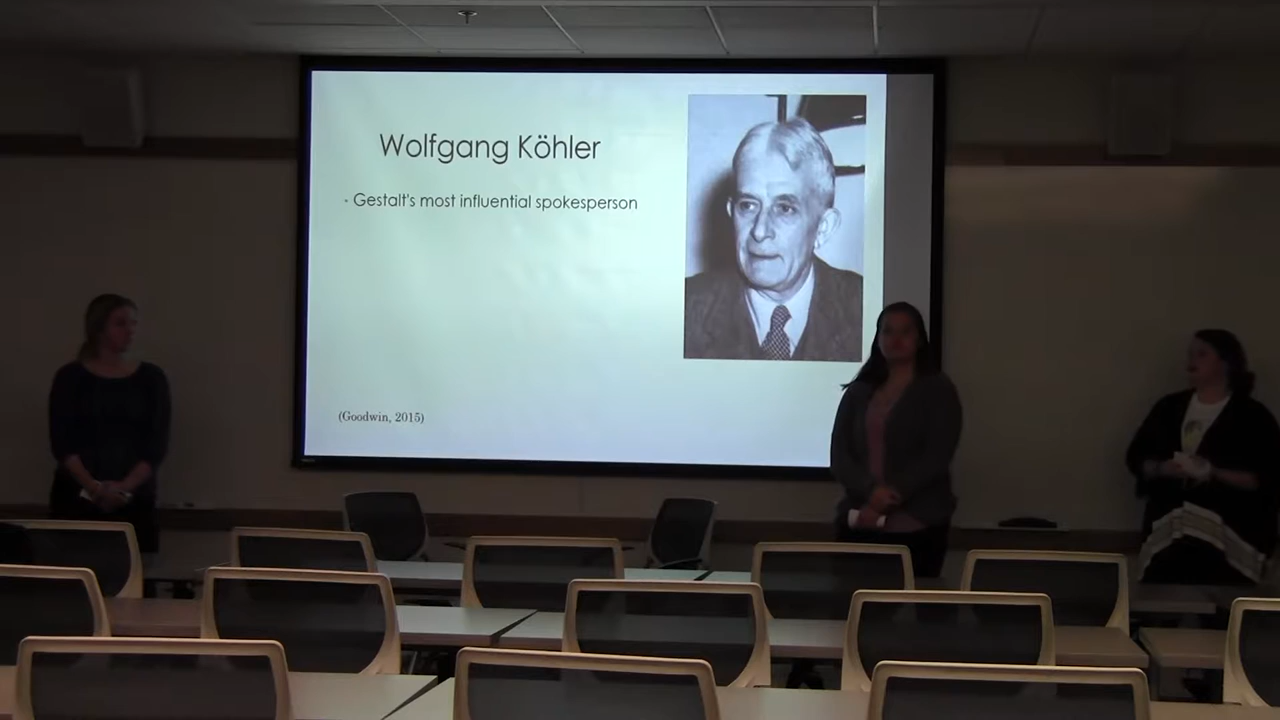 Wolfgang Köhler
· Gestalt's most influential spokesperson
(Goodwin, 2015)